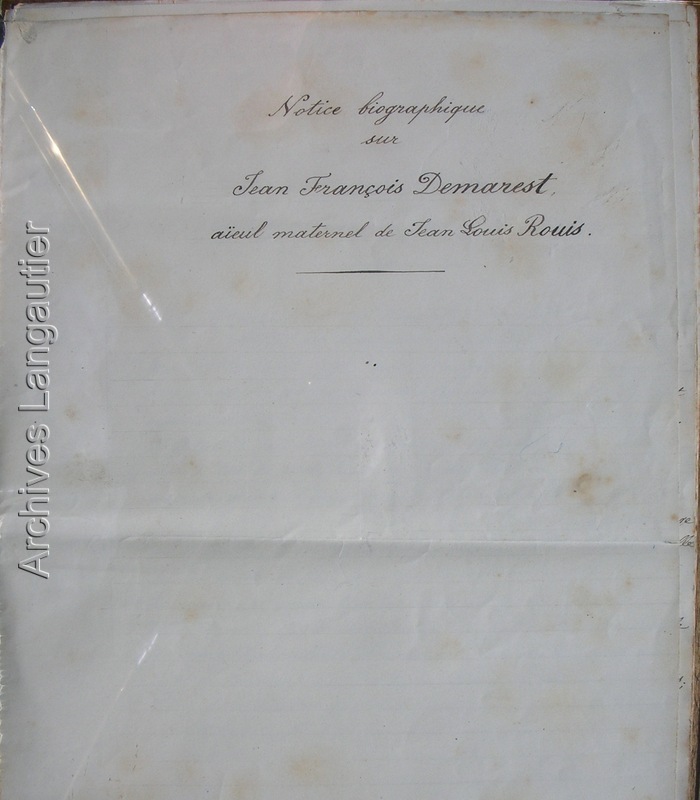 Notice biographique
sur
Jean François Demarest,
aïeul maternel de Jean Louis Rouis.
Archives Langautier